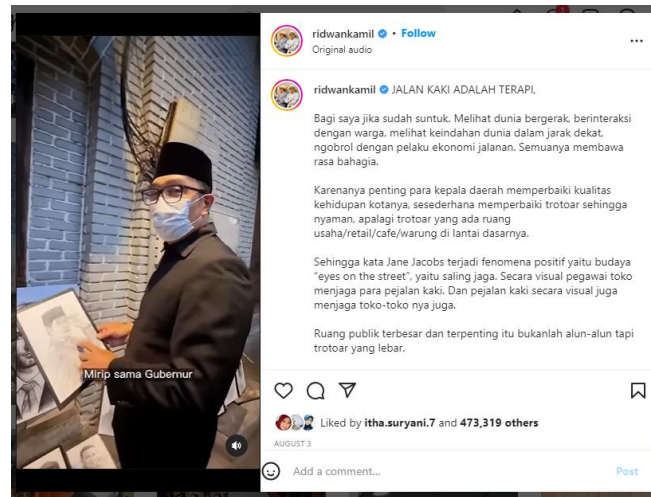 ridwankamil • Follow
Original audio
ridwankamil JALAN KAKI ADALAH TERAPI,
Bagi saya jika sudah suntuk. Melihat dunia bergerak, berinteraksi
dengan warga, melihat keindahan dunia dalam jarak dekat,
ngobrol dengan pelaku ekonomi jalanan. Semuanya membawa
rasa bahagia.
Karenanya penting para kepala daerah memperbaiki kualitas
kehidupan kotanya, sesederhana memperbaiki trotoar sehingga
nyaman, apalagi trotoar yang ada ruang
usaha/retail/cafe/warung di lantai dasarnya.
Sehingga kata Jane Jacobs terjadi fenomena positif yaitu budaya
“eyes on the street”, yaitu saling jaga. Secara visual pegawai toko
menjaga para pejalan kaki. Dan pejalan kaki secara visual juga
menjaga toko-toko nya juga.
Ruang publik terbesar dan terpenting itu bukanlah alun-alun tapi
trotoar yang lebar.
Mirip sama Gubernur
Liked by itha.suryani.7 and 473,319 others
AUGUST 3
Add a comment...
Post